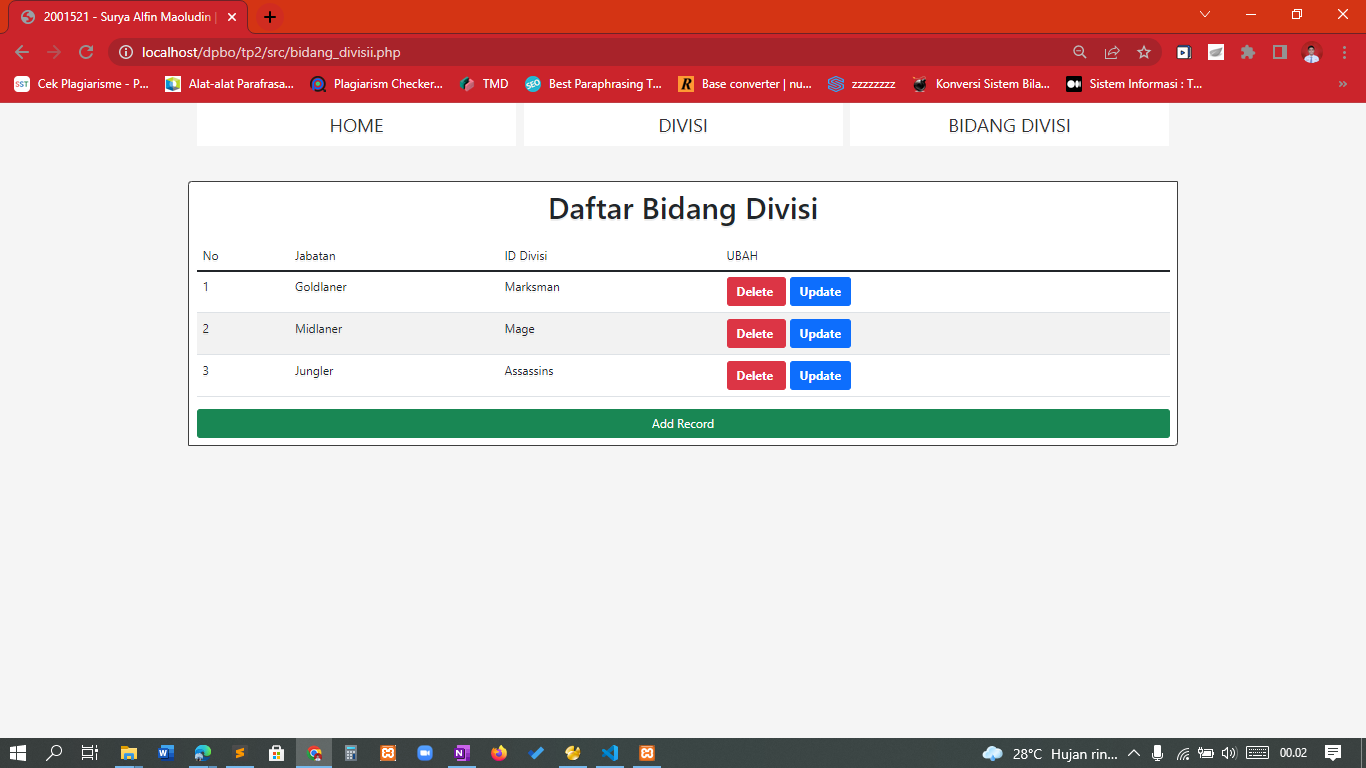 2001521 - Surya Alfin Maoludin |
localhost/dpbo/tp2/src/bidang_divisii.php
SST Cek Plagiarisme - P... Alat-alat Parafrasa... Plagiarism Checker... TMD SEO Best Paraphrasing T... R Base converter | nu... zzzzzzzz Konversi Sistem Bila... Sistem Informasi : T... »
HOME DIVISI BIDANG DIVISI
Daftar Bidang Divisi
No Jabatan ID Divisi UBAH
1 Goldlaner Marksman Delete Update
2 Midlaner Mage Delete Update
3 Jungler Assassins Delete Update
Add Record
28°C Hujan rin... 00.02